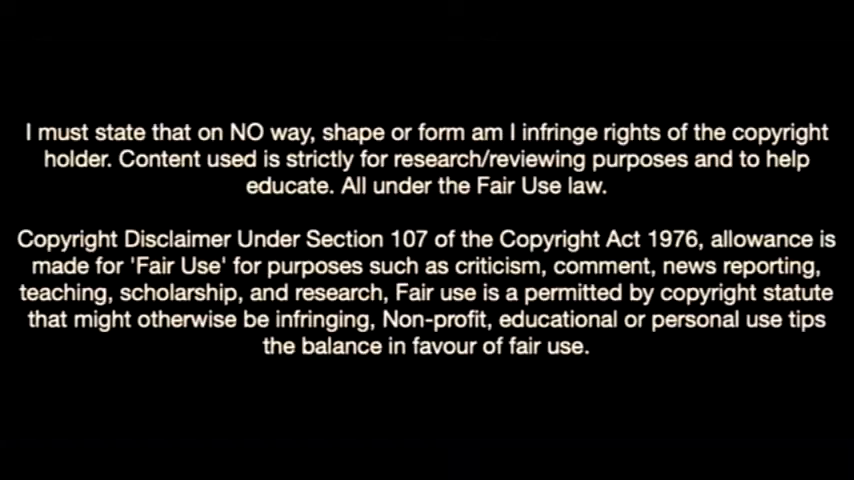 I must state that on NO way, shape or form am I infringe rights of the copyright
holder. Content used is strictly for research/reviewing purposes and to help
educate. All under the Fair Use law.
Copyright Disclaimer Under Section 107 of the Copyright Act 1976, allowance is
made for 'Fair Use' for purposes such as criticism, comment, news reporting,
teaching, scholarship, and research, Fair use is a permitted by copyright statute
that might otherwise be infringing, Non-profit, educational or personal use tips
the balance in favour of fair use.